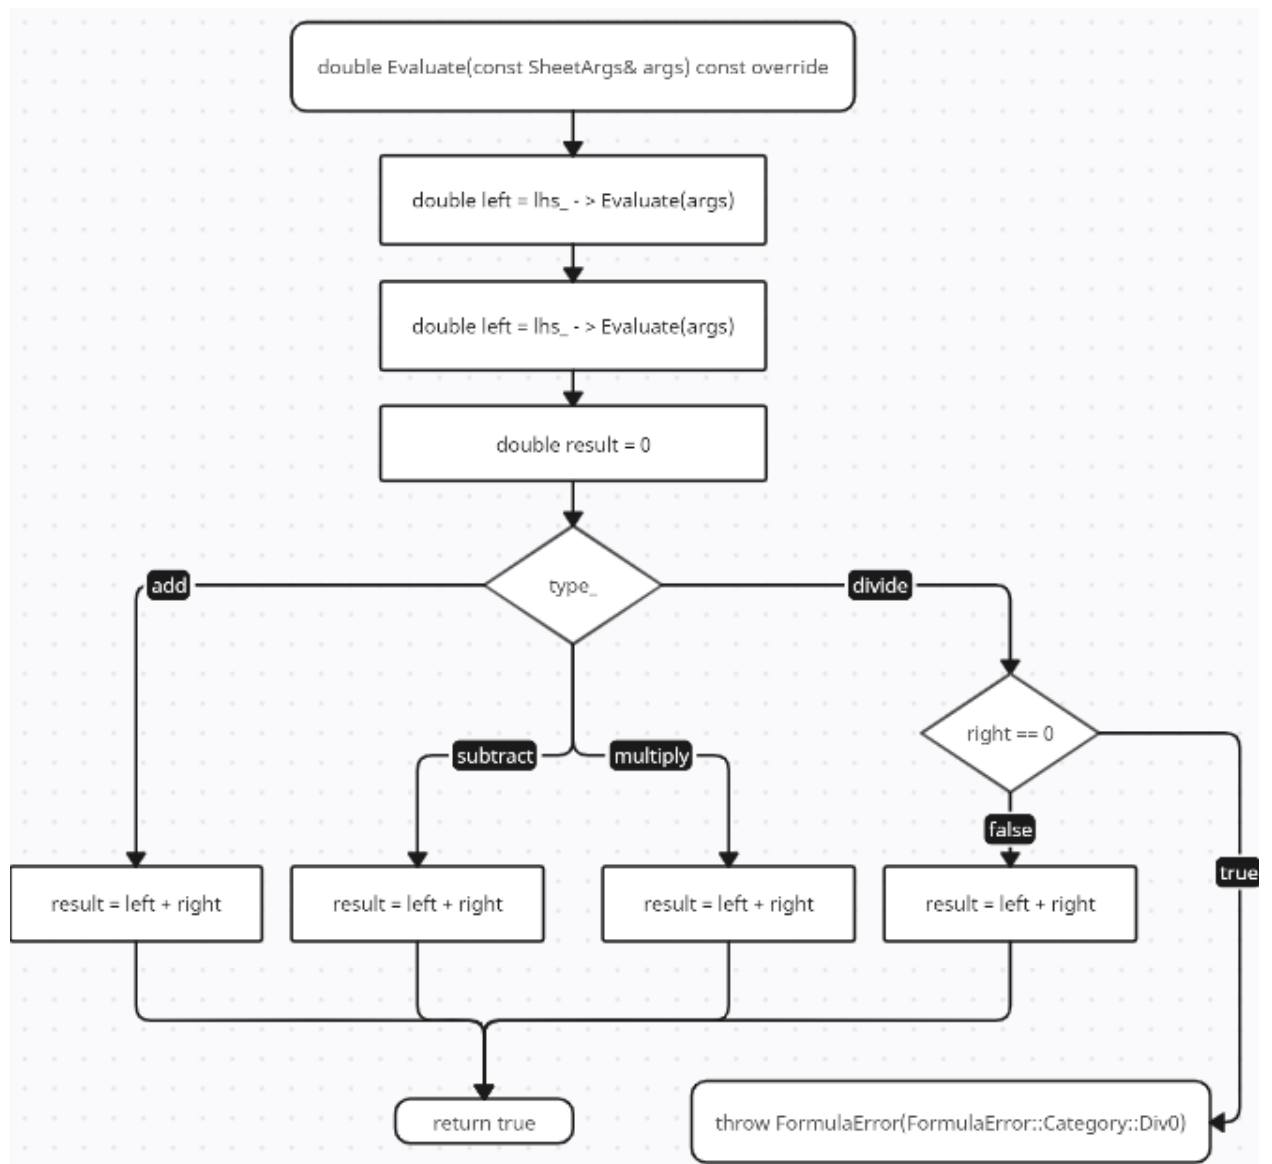 double Evaluate(const SheetArgs& args) const override
double left = lhs_ - > Evaluate(args)
double left = lhs_ - > Evaluate(args)
double result = 0
type_
add
divide
right == 0
subtract
multiply
false
true
result = left + right
result = left + right
result = left + right
result = left + right
return true
throw FormulaError(FormulaError::Category::Div0)